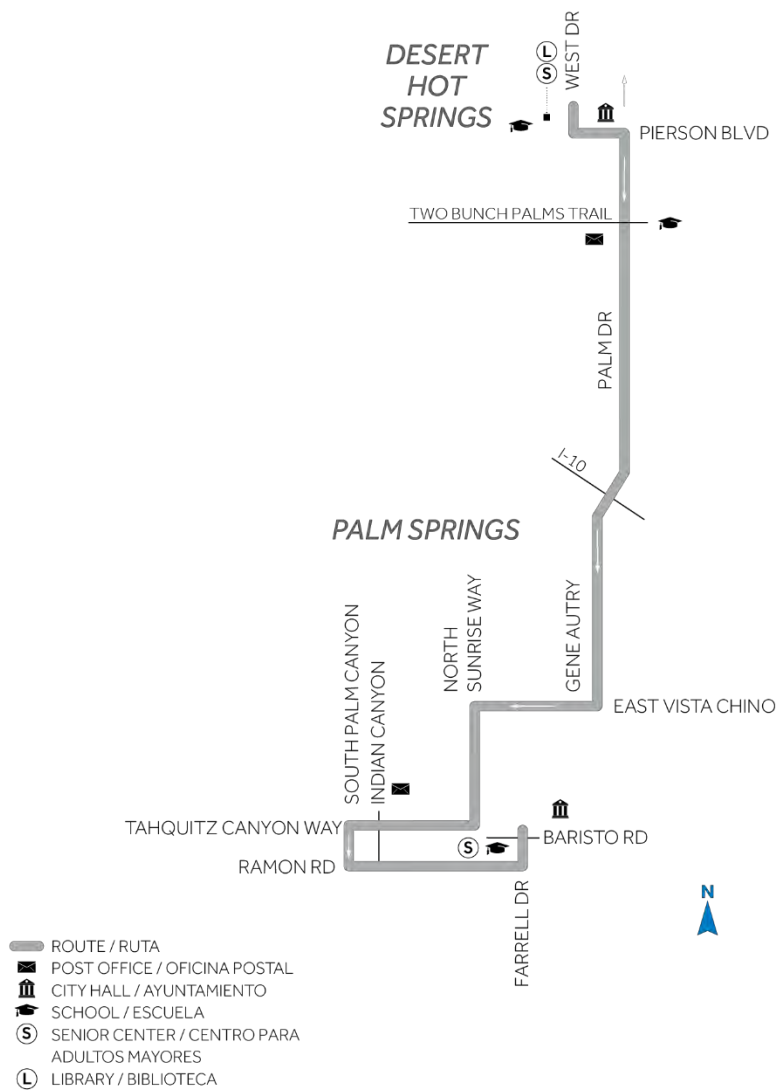 DESERT
HOT
SPRINGS
L
S
WEST DR
PIERSON BLVD
TWO BUNCH PALMS TRAIL
PALM DR
I-10
PALM SPRINGS
SOUTH PALM CANYON
INDIAN CANYON
NORTH
SUNRISE WAY
GENE AUTRY
EAST VISTA CHINO
TAHQUITZ CANYON WAY
BARISTO RD
S
RAMON RD
FARRELL DR
N
ROUTE / RUTA
POST OFFICE / OFICINA POSTAL
CITY HALL / AYUNTAMIENTO
SCHOOL / ESCUELA
S SENIOR CENTER / CENTRO PARA
ADULTOS MAYORES
L LIBRARY / BIBLIOTECA